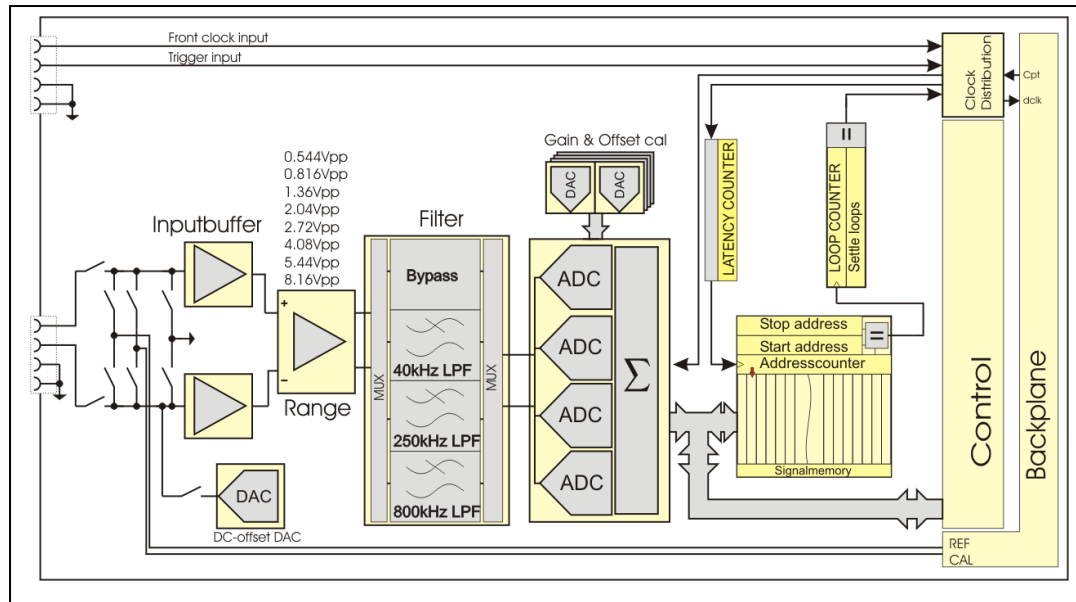 Front clock input
Trigger input
Clock
Distribution
Cpt
dclk
Gain & Offset cal
DAC
DAC
LATENCY COUNTER
=
LOOP COUNTER
Settle loops
0.544Vpp
0.816Vpp
1.36Vpp
2.04Vpp
2.72Vpp
4.08Vpp
5.44Vpp
8.16Vpp
Inputbuffer
Filter
+
−
Range
MUX
Bypass
40kHz LPF
250kHz LPF
800kHz LPF
MUX
ADC
ADC
ADC
ADC
Σ
Stop address
Start address
=
Addresscounter
Signalmemory
Control
Backplane
DAC
DC-offset DAC
REF
CAL